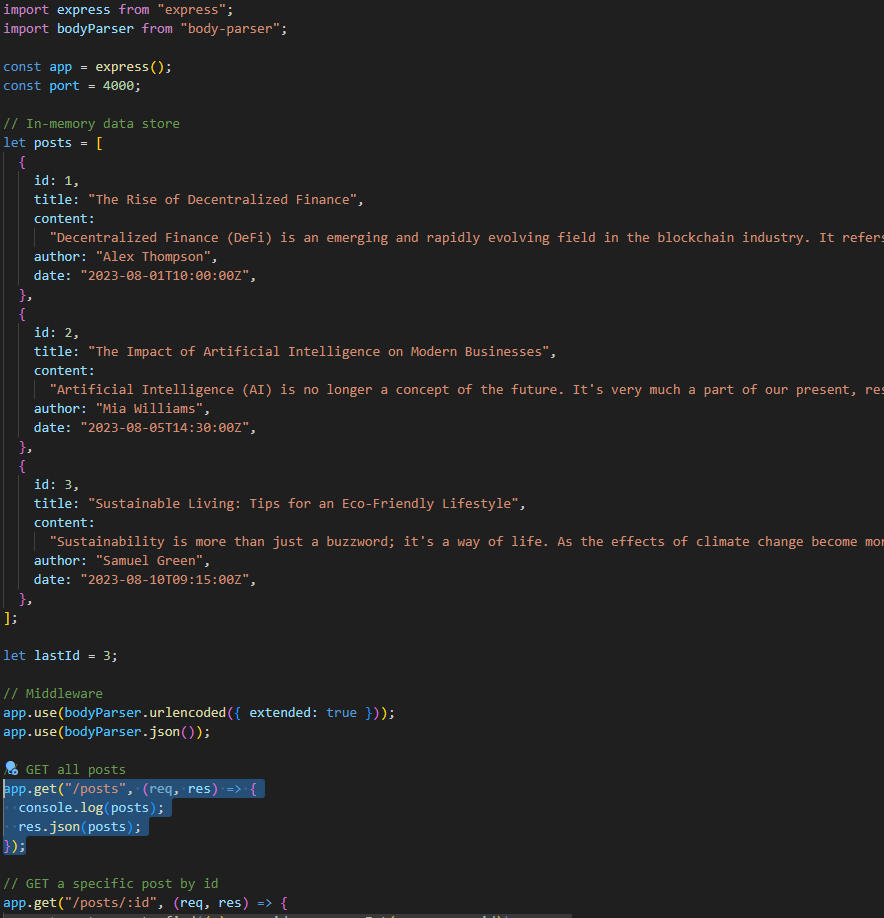 import express from "express";
import bodyParser from "body-parser";
const app = express();
const port = 4000;
// In-memory data store
let posts = [
{
id: 1,
title: "The Rise of Decentralized Finance",
content:
"Decentralized Finance (DeFi) is an emerging and rapidly evolving field in the blockchain industry. It refers
author: "Alex Thompson",
date: "2023-08-01T10:00:00Z",
},
{
id: 2,
title: "The Impact of Artificial Intelligence on Modern Businesses",
content:
"Artificial Intelligence (AI) is no longer a concept of the future. It's very much a part of our present, res
author: "Mia Williams",
date: "2023-08-05T14:30:00Z",
},
{
id: 3,
title: "Sustainable Living: Tips for an Eco-Friendly Lifestyle",
content:
"Sustainability is more than just a buzzword; it's a way of life. As the effects of climate change become mor
author: "Samuel Green",
date: "2023-08-10T09:15:00Z",
},
];
let lastId = 3;
// Middleware
app.use(bodyParser.urlencoded({ extended: true }));
app.use(bodyParser.json());
GET all posts
app.get("/posts", (req, res) => {
console.log(posts);
res.json(posts);
});
// GET a specific post by id
app.get("/posts/:id", (req, res) => {